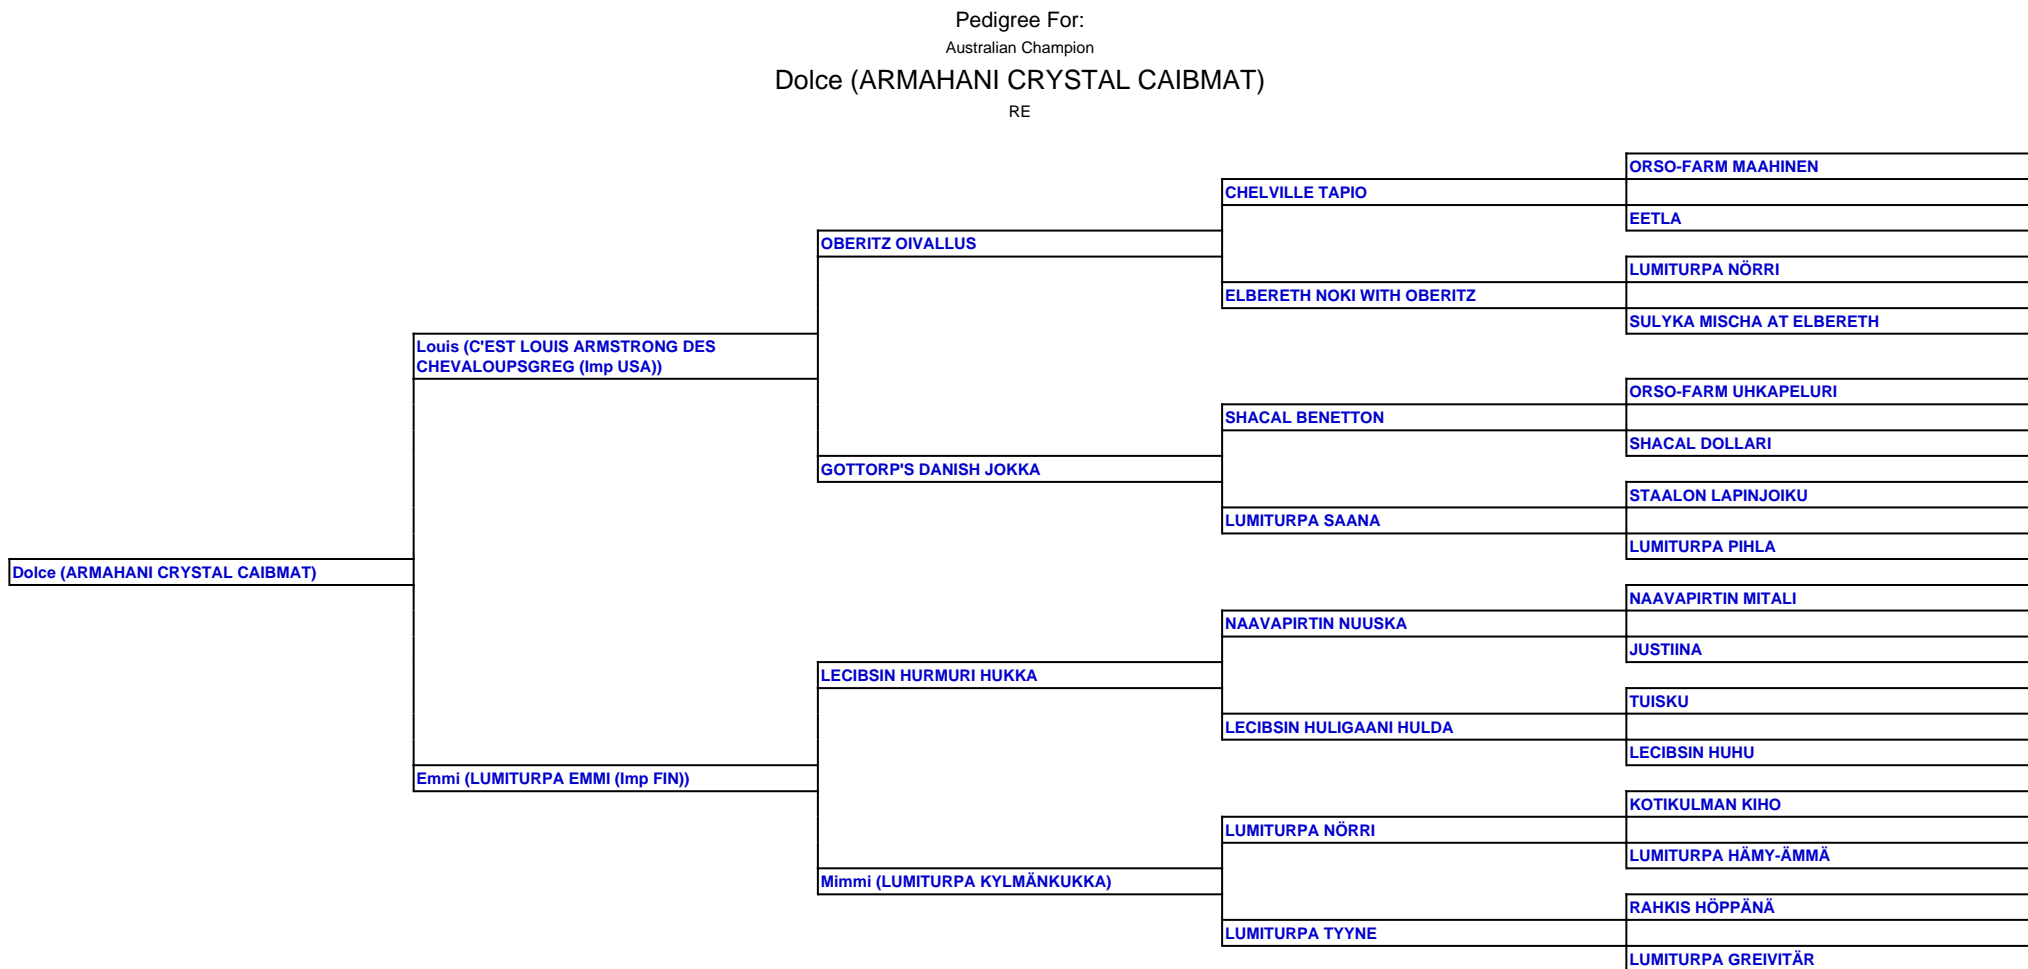 Pedigree For:
Australian Champion
Dolce (ARMAHANI CRYSTAL CAIBMAT)
RE
ORSO-FARM MAAHINEN
CHELVILLE TAPIO
EETLA
OBERITZ OIVALLUS
LUMITURPA NÖRRI
ELBERETH NOKI WITH OBERITZ
SULYKA MISCHA AT ELBERETH
Louis (C'EST LOUIS ARMSTRONG DES
CHEVALOUPSGREG (Imp USA))
ORSO-FARM UHKAPELURI
SHACAL BENETTON
SHACAL DOLLARI
GOTTORP'S DANISH JOKKA
STAALON LAPINJOIKU
LUMITURPA SAANA
LUMITURPA PIHLA
Dolce (ARMAHANI CRYSTAL CAIBMAT)
NAAVAPIRTIN MITALI
NAAVAPIRTIN NUUSKA
JUSTIINA
LECIBSIN HURMURI HUKKA
TUISKU
LECIBSIN HULIGAANI HULDA
LECIBSIN HUHU
Emmi (LUMITURPA EMMI (Imp FIN))
KOTIKULMAN KIHO
LUMITURPA NÖRRI
LUMITURPA HÄMY-ÄMMÄ
Mimmi (LUMITURPA KYLMÄNKUKKA)
RAHKIS HÖPPÄNÄ
LUMITURPA TYYNE
LUMITURPA GREIVITÄR